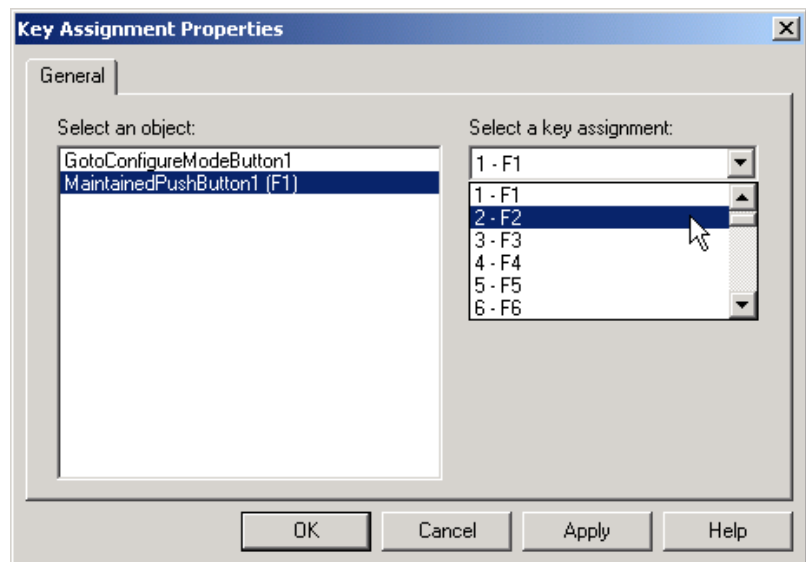 Key Assignment Properties
General
Select an object:
GotoConfigureModeButton1
MaintainedPushButton1 (F1)
Select a key assignment:
1 - F1
1 - F1
2 - F2
3 - F3
4 - F4
5 - F5
6 - F6
OK
Cancel
Apply
Help